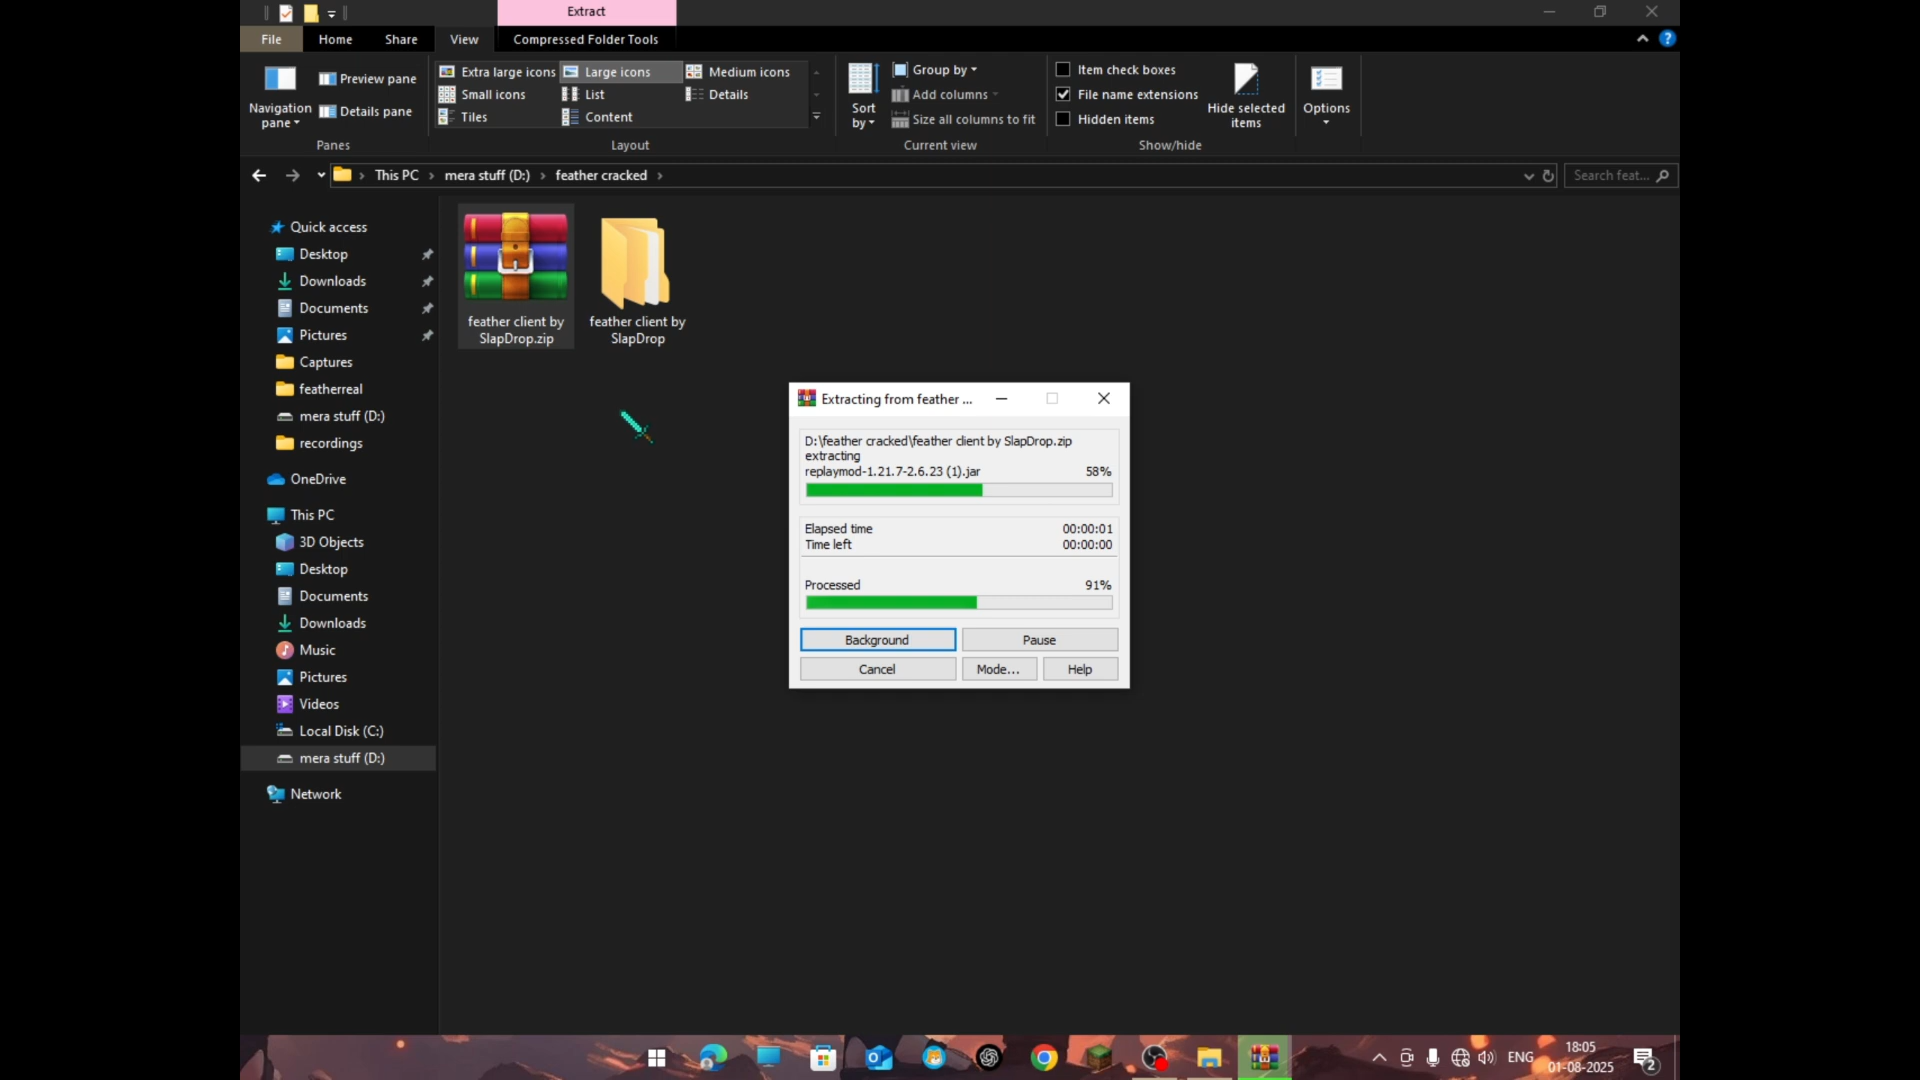 Extract
File
Home
Share
View
Compressed Folder Tools
Navigation pane
Preview pane
Details pane
Panes
Extra large icons
Large icons
Medium icons
Small icons
List
Details
Tiles
Content
Layout
Sort by
Group by
Add columns
Size all columns to fit
Current view
Item check boxes
File name extensions
Hidden items
Hide selected items
Show/hide
Options
This PC
mera stuff (D:)
feather cracked
Search feat...
Quick access
Desktop
Downloads
Documents
Pictures
Captures
featherreal
mera stuff (D:)
recordings
OneDrive
This PC
3D Objects
Desktop
Documents
Downloads
Music
Pictures
Videos
Local Disk (C:)
mera stuff (D:)
Network
feather client by
SlapDrop.zip
feather client by
SlapDrop
Extracting from feather ...
D:\feather cracked\feather client by SlapDrop.zip
extracting
replaymod-1.21.7-2.6.23 (1).jar 58%
Elapsed time 00:00:01
Time left 00:00:00
Processed 91%
Background
Pause
Cancel
Mode...
Help
ENG
18:05
01-08-2025
2